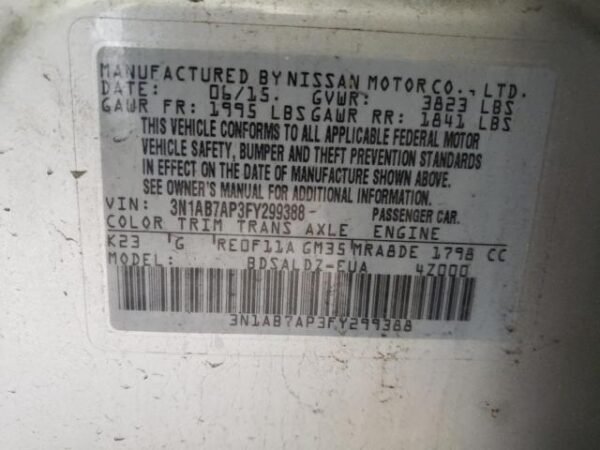 MANUFACTURED BY NISSAN MOTOR CO., LTD.
DATE: 06/15. GVWR: 3823 LBS
GAWR FR: 1995 LBS GAWR RR: 1841 LBS
THIS VEHICLE CONFORMS TO ALL APPLICABLE FEDERAL MOTOR
VEHICLE SAFETY, BUMPER AND THEFT PREVENTION STANDARDS
IN EFFECT ON THE DATE OF MANUFACTURE SHOWN ABOVE.
SEE OWNER'S MANUAL FOR ADDITIONAL INFORMATION.
VIN: 3N1AB7AP3FY299388 - PASSENGER CAR.
COLOR TRIM TRANS AXLE ENGINE
K23 'G 'RE0F11A GM35 MRA8DE 1798 CC
MODEL: BDSALDZ-EUA 4Z000
3N1AB7AP3FY299388